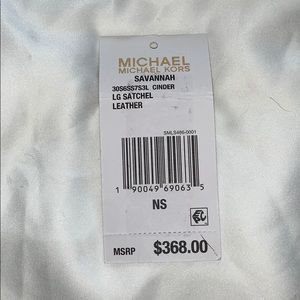 MICHAEL
MICHAEL KORS
SAVANNAH
30S6SS7S3L CINDER
LG SATCHEL
LEATHER
SMLS486-0001
1 90049 69063 5
NS
MSRP $368.00